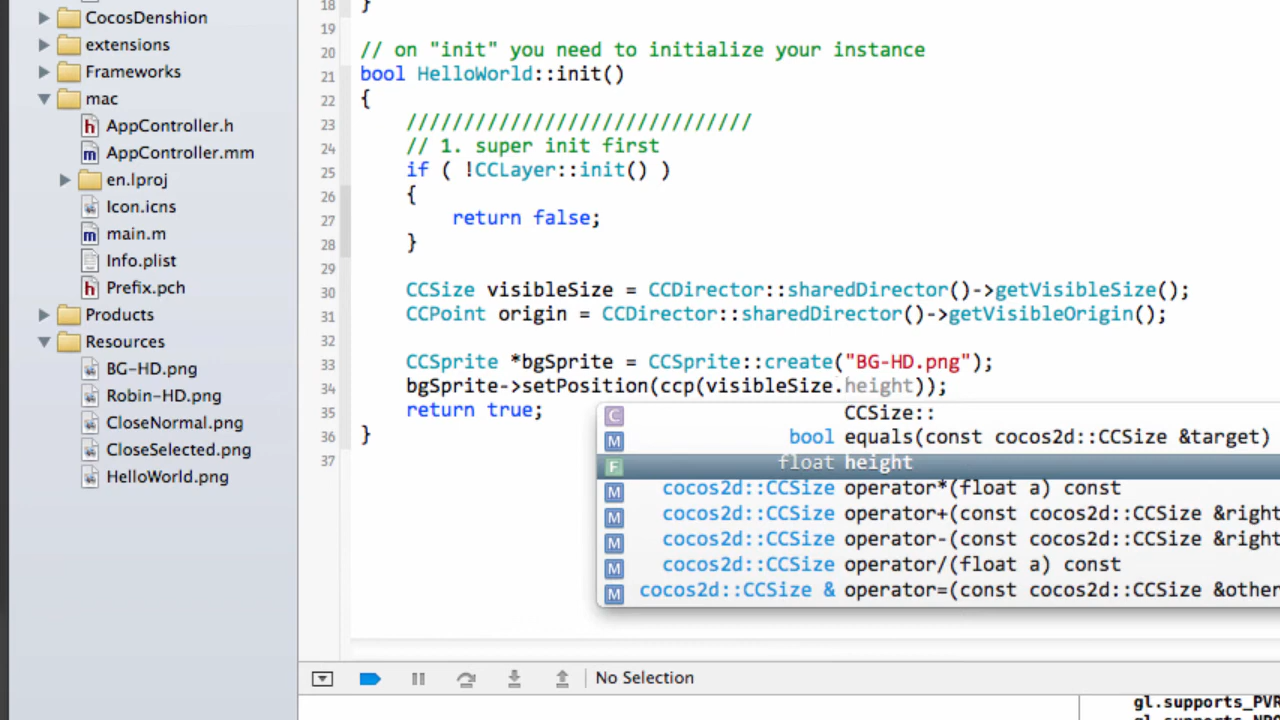 CocosDenshion
extensions
Frameworks
mac
AppController.h
AppController.mm
en.lproj
Icon.icns
main.m
Info.plist
Prefix.pch
Products
Resources
BG-HD.png
Robin-HD.png
CloseNormal.png
CloseSelected.png
HelloWorld.png
18 }
19
20 // on "init" you need to initialize your instance
21 bool HelloWorld::init()
22 {
23 //////////////////////////////
24 // 1. super init first
25 if ( !CCLayer::init() )
26 {
27 return false;
28 }
29
30 CCSize visibleSize = CCDirector::sharedDirector()->getVisibleSize();
31 CCPoint origin = CCDirector::sharedDirector()->getVisibleOrigin();
32
33 CCSprite *bgSprite = CCSprite::create("BG-HD.png");
34 bgSprite->setPosition(ccp(visibleSize.height));
35 return true;
36 }
37
C CCSize::
M bool equals(const cocos2d::CCSize &target)
F float height
M cocos2d::CCSize operator*(float a) const
M cocos2d::CCSize operator+(const cocos2d::CCSize &right
M cocos2d::CCSize operator-(const cocos2d::CCSize &right
M cocos2d::CCSize operator/(float a) const
M cocos2d::CCSize & operator=(const cocos2d::CCSize &other
No Selection
gl.supports_PVR